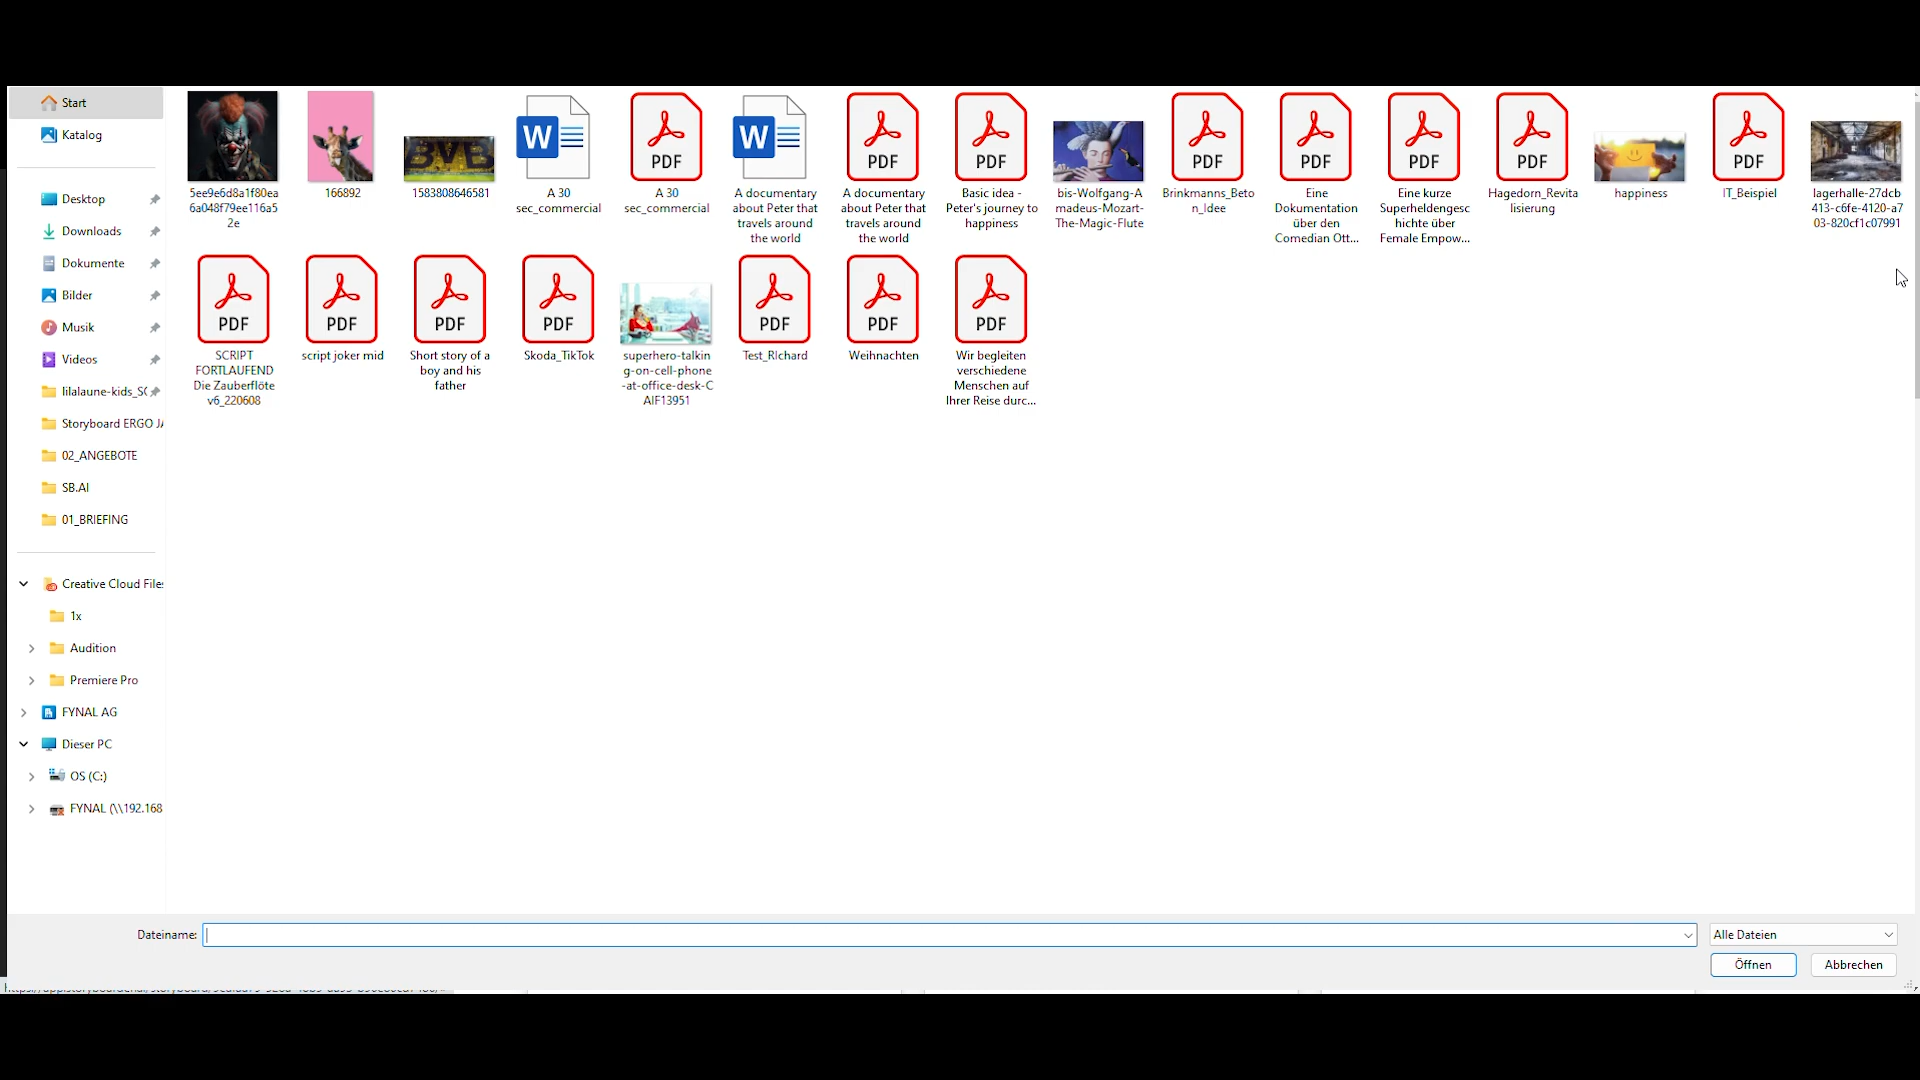 Start
Katalog
Desktop
Downloads
Dokumente
Bilder
Musik
Videos
lilalaune-kids_SC
Storyboard ERGO JA
02_ANGEBOTE
SB.AI
01_BRIEFING
Creative Cloud Files
1x
Audition
Premiere Pro
FYNAL AG
Dieser PC
OS (C:)
FYNAL (\\192.168
5ee9e6d8a1f80ea
6a048f79ee116a5
2e
166892
BVB
1583808646581
W
A 30
sec_commercial
PDF
A 30
sec_commercial
W
A documentary
about Peter that
travels around
the world
PDF
A documentary
about Peter that
travels around
the world
PDF
Basic idea -
Peter's journey to
happiness
bis-Wolfgang-A
madeus-Mozart-
The-Magic-Flute
PDF
Brinkmanns_Beto
n_Idee
PDF
Eine
Dokumentation
über den
Comedian Ott...
PDF
Eine kurze
Superheldengesc
hichte über
Female Empow...
PDF
Hagedorn_Revita
lisierung
happiness
PDF
IT_Beispiel
lagerhalle-27dcb
413-c6fe-4120-a7
03-820cf1c07991
PDF
SCRIPT
FORTLAUFEND
Die Zauberflöte
v6_220608
PDF
script joker mid
PDF
Short story of a
boy and his
father
PDF
Skoda_TikTok
superhero-talkin
g-on-cell-phone
-at-office-desk-C
AIF13951
PDF
Test_RIchard
PDF
Weihnachten
PDF
Wir begleiten
verschiedene
Menschen auf
Ihrer Reise durc...
Dateiname:
Alle Dateien
Öffnen
Abbrechen